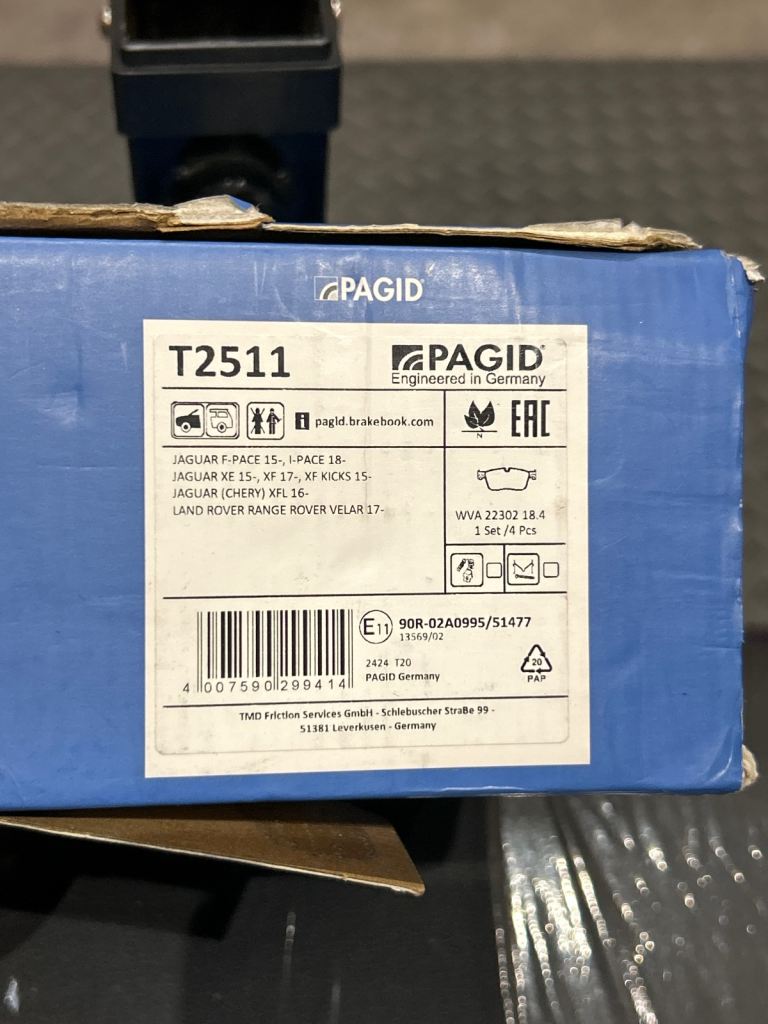 PAGID
T2511
PAGID
Engineered in Germany
pagid.brakebook.com
N
EAC
JAGUAR F-PACE 15-, I-PACE 18-
JAGUAR XE 15-, XF 17-, XF KICKS 15-
JAGUAR (CHERY) XFL 16-
LAND ROVER RANGE ROVER VELAR 17-
WVA 22302 18.4
1 Set /4 Pcs
E11 90R-02A0995/51477
13569/02
2424 T20
PAGID Germany
20
PAP
4 007590 299414
TMD Friction Services GmbH - Schlebuscher Straße 99 -
51381 Leverkusen - Germany